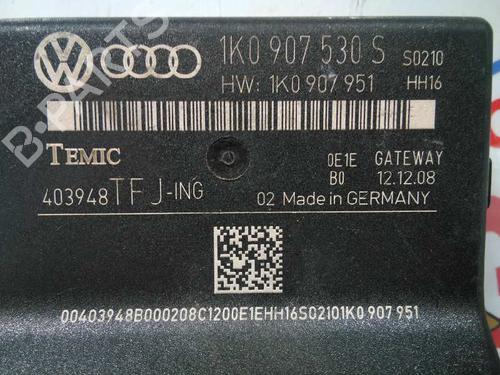 1K0 907 530 S S0210
HW: 1K0 907 951 HH16
B-PARTS
TEMIC
0E1E GATEWAY
403948TFJ-ING B0 12.12.08
02 Made in GERMANY
00403948B000208C1200E1EHH16S02101K0 907 951